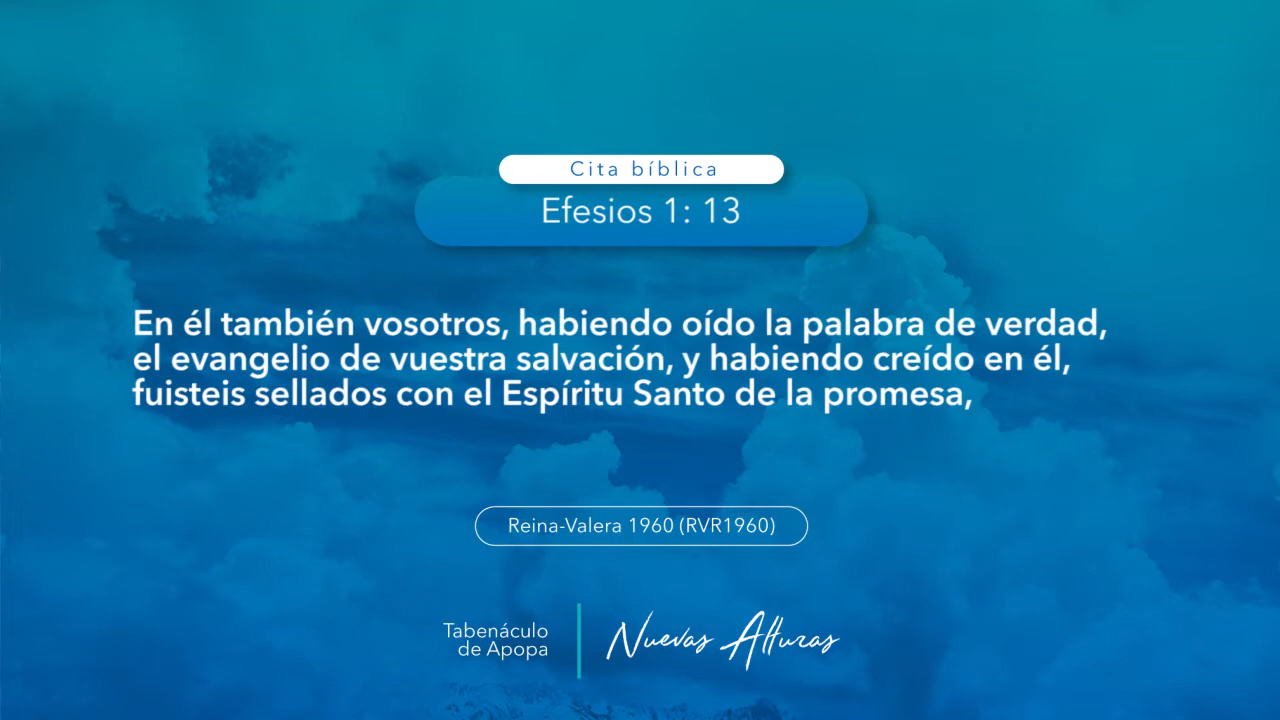 Cita bíblica
Efesios 1: 13
En él también vosotros, habiendo oído la palabra de verdad,
el evangelio de vuestra salvación, y habiendo creído en él,
fuisteis sellados con el Espíritu Santo de la promesa,
Reina-Valera 1960 (RVR1960)
Tabenáculo
de Apopa
Nuevas Alturas